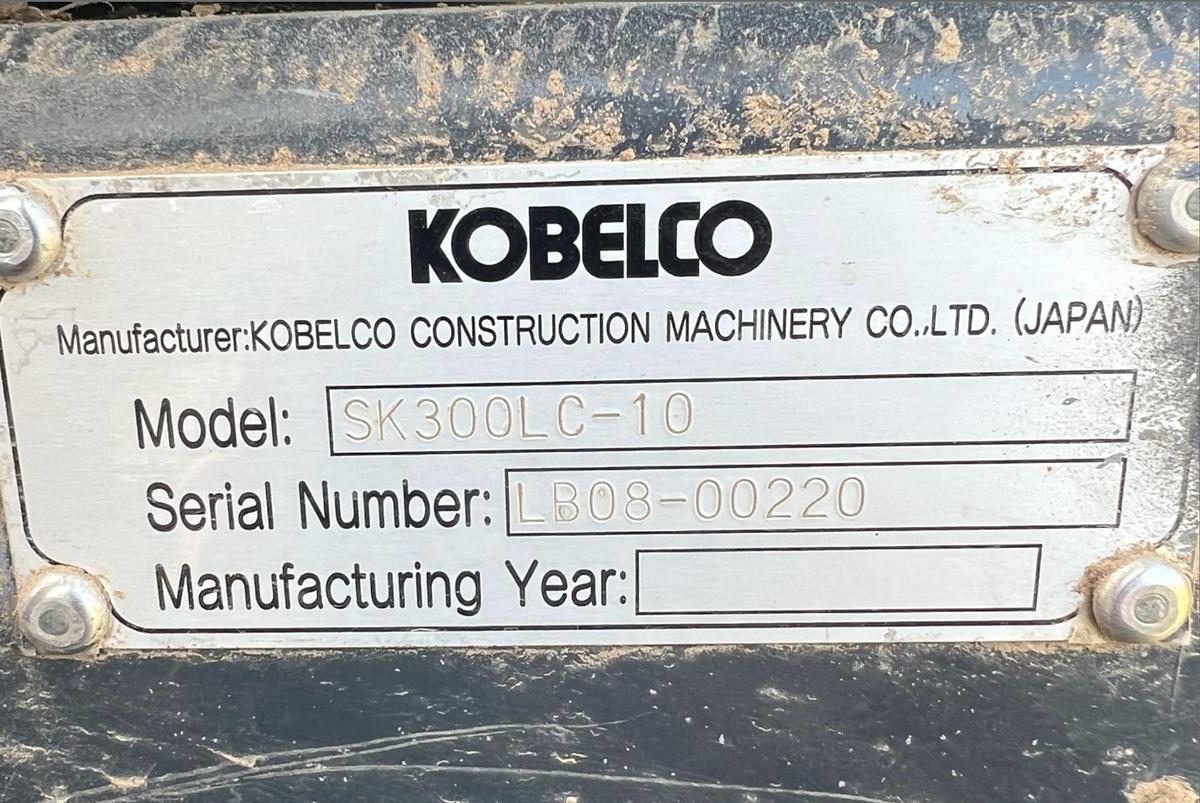 KOBELCO
Manufacturer:KOBELCO CONSTRUCTION MACHINERY CO.,LTD. (JAPAN)
Model: SK300LC-10
Serial Number: LB08-00220
Manufacturing Year: